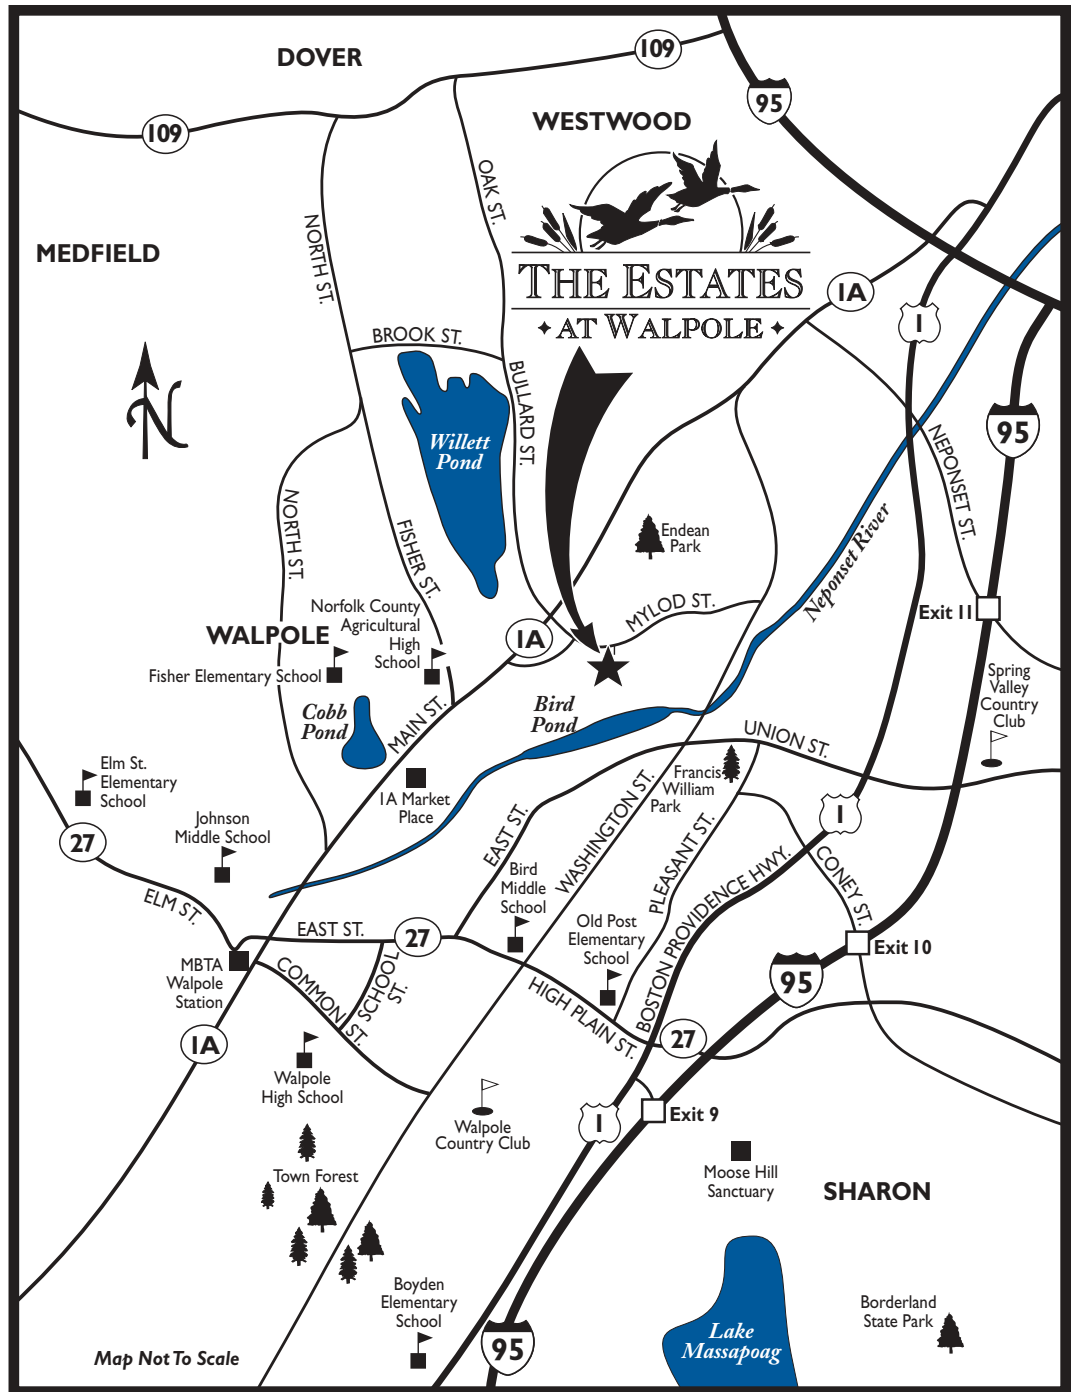 DOVER
109
95
109
WESTWOOD
OAK ST.
NORTH ST.
MEDFIELD
THE ESTATES
AT WALPOLE
1A
1
BROOK ST.
BULLARD ST.
N
95
Willett
Pond
NEPONSET ST.
NORTH ST.
FISHER ST.
Endean
Park
Neponset River
Norfolk County
Agricultural
High
School
MYLOD ST.
Exit 11
WALPOLE
1A
Fisher Elementary School
Spring
Valley
Country
Club
Cobb
Pond
MAIN ST.
Bird
Pond
UNION ST.
Elm St.
Elementary
School
1A Market
Place
Francis
William
Park
WASHINGTON ST.
27
Johnson
Middle School
EAST ST.
1
PLEASANT ST.
CONEY ST.
Bird
Middle
School
BOSTON PROVIDENCE HWY.
ELM ST.
EAST ST.
27
Old Post
Elementary
School
Exit 10
MBTA
Walpole
Station
COMMON ST.
SCHOOL
ST.
95
HIGH PLAIN ST.
27
1A
Walpole
High School
Walpole
Country Club
1
Exit 9
Town Forest
Moose Hill
Sanctuary
SHARON
Boyden
Elementary
School
Borderland
State Park
Lake
Massapoag
95
Map Not To Scale